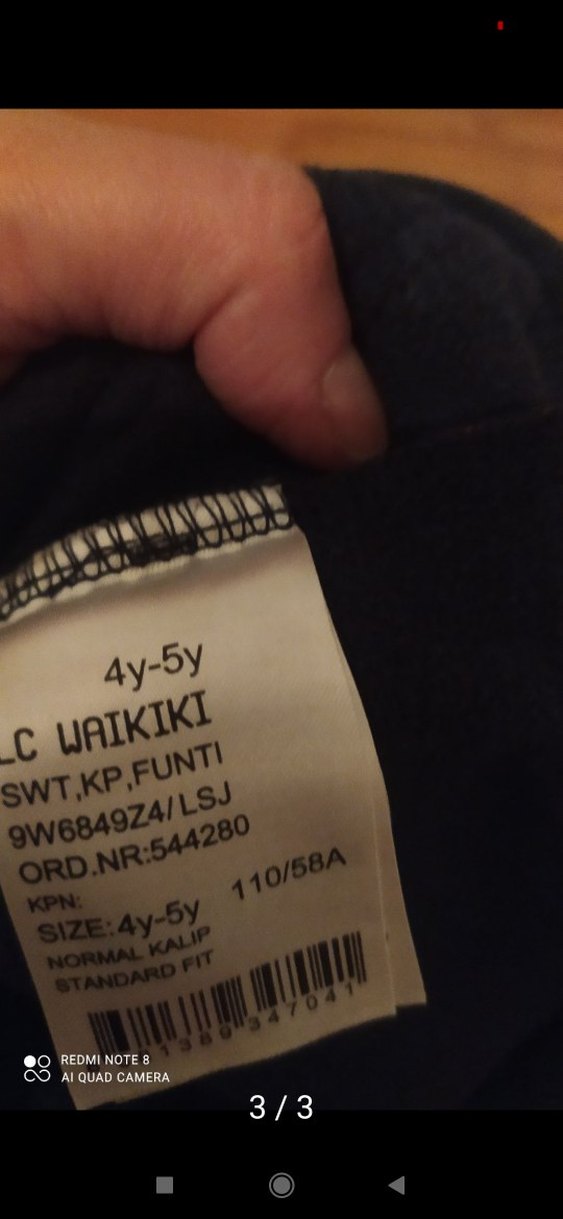 4y-5y
LC WAIKIKI
SWT,KP,FUNTI
9W6849Z4/LSJ
ORD.NR:544280
KPN:
110/58A
SIZE:4y-5y
NORMAL KALIP
STANDARD FIT
1389347041
REDMI NOTE 8
AI QUAD CAMERA
3 / 3